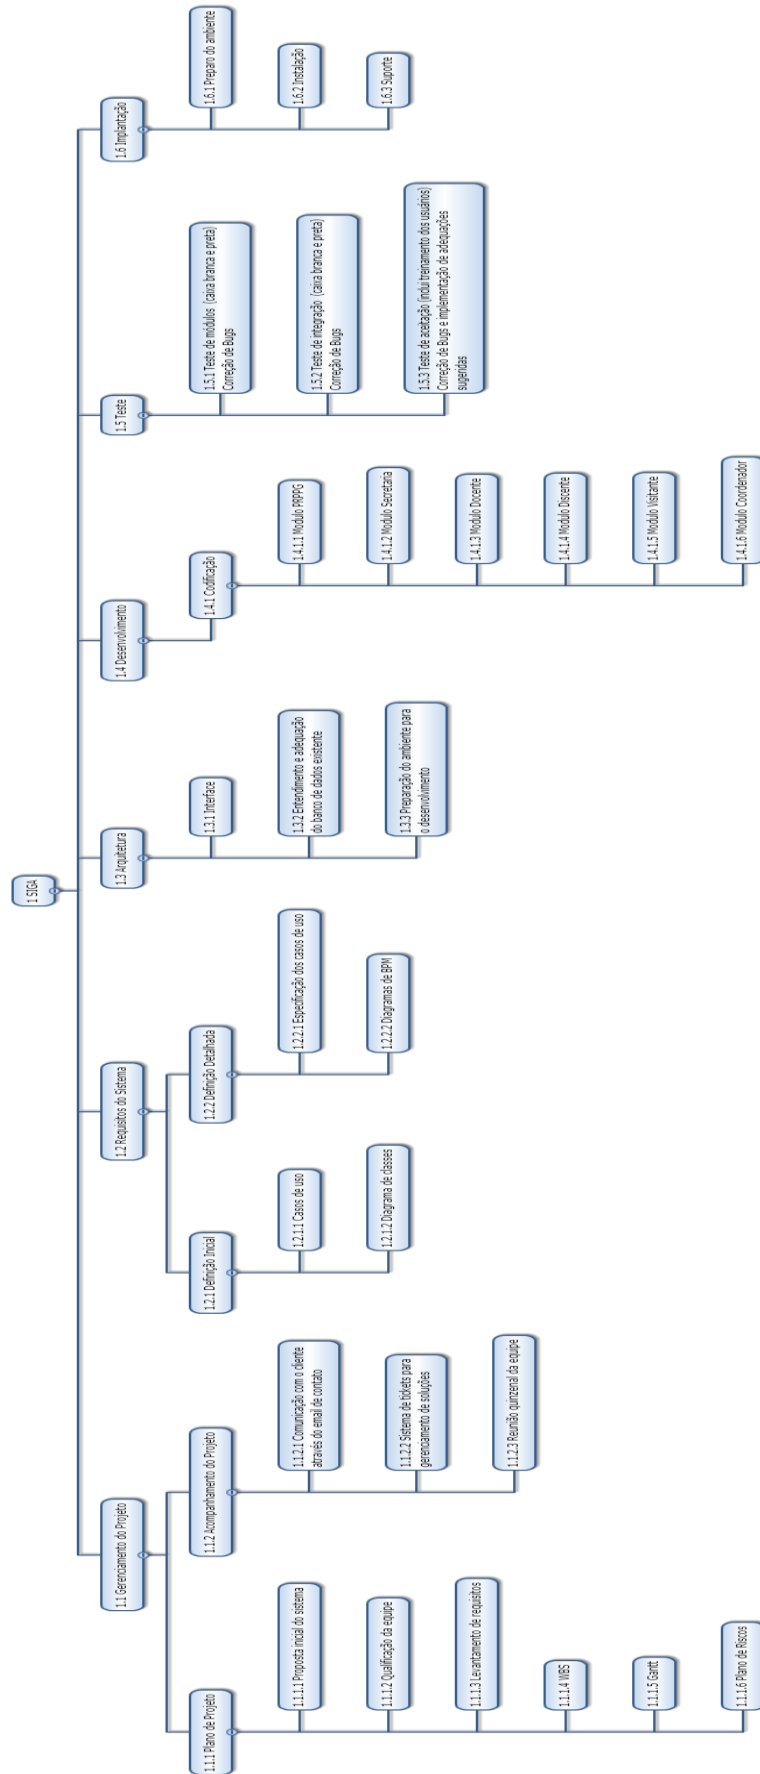 1 SIGA
1.1 Gerenciamento do Projeto
1.1.1 Plano de Projeto
1.1.1.1 Proposta inicial do sistema
1.1.1.2 Qualificação da equipe
1.1.1.3 Levantamento de requisitos
1.1.1.4 WBS
1.1.1.5 Gantt
1.1.1.6 Plano de Riscos
1.1.2 Acompanhamento do Projeto
1.1.2.1 Comunicação com o cliente
através do email de contato
1.1.2.2 Sistema de tickets para
gerenciamento de soluções
1.1.2.3 Reunião quinzenal da equipe
1.2 Requisitos do Sistema
1.2.1 Definição Inicial
1.2.1.1 Casos de uso
1.2.1.2 Diagrama de classes
1.2.2 Definição Detalhada
1.2.2.1 Especificação dos casos de uso
1.2.2.2 Diagramas de BPM
1.3 Arquitetura
1.3.1 Interface
1.3.2 Entendimento e adequação
do banco de dados existente
1.3.3 Preparação do ambiente para
o desenvolvimento
1.4 Desenvolvimento
1.4.1 Codificação
1.4.1.1 Modulo PRPPG
1.4.1.2 Modulo Secretaria
1.4.1.3 Modulo Docente
1.4.1.4 Modulo Discente
1.4.1.5 Modulo Visitante
1.4.1.6 Modulo Coordenador
1.5 Teste
1.5.1 Teste de módulos (caixa branca e preta)
Correção de Bugs
1.5.2 Teste de integração (caixa branca e preta)
Correção de Bugs
1.5.3 Teste de aceitação (inclui treinamento dos usuários)
Correção de Bugs e implementação de adequações
sugeridas
1.6 Implantação
1.6.1 Preparo do ambiente
1.6.2 Instalação
1.6.3 Suporte